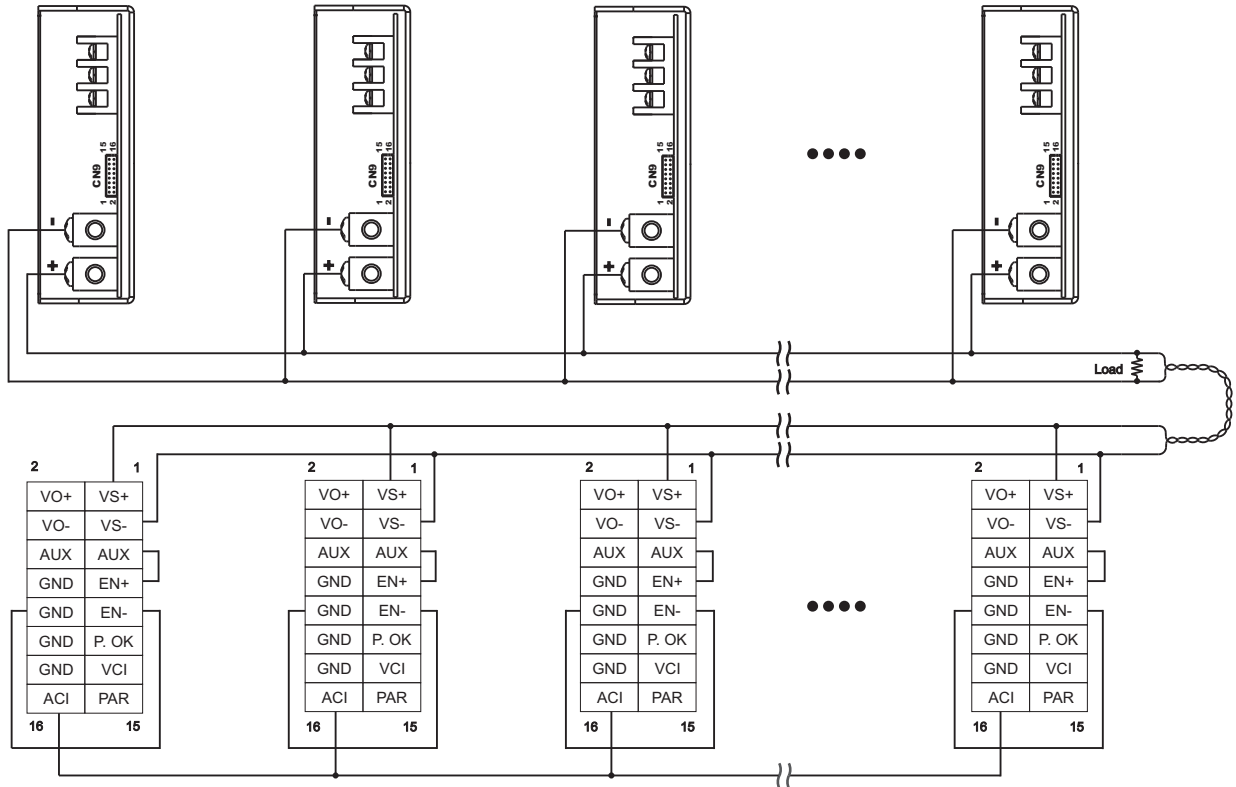 15 16
CN9
1 2
-
+
15 16
CN9
1 2
-
+
15 16
CN9
1 2
-
+
15 16
CN9
1 2
-
+
Load
2 1
VO+ VS+
VO- VS-
AUX AUX
GND EN+
GND EN-
GND P. OK
GND VCI
ACI PAR
16 15
2 1
VO+ VS+
VO- VS-
AUX AUX
GND EN+
GND EN-
GND P. OK
GND VCI
ACI PAR
16 15
2 1
VO+ VS+
VO- VS-
AUX AUX
GND EN+
GND EN-
GND P. OK
GND VCI
ACI PAR
16 15
2 1
VO+ VS+
VO- VS-
AUX AUX
GND EN+
GND EN-
GND P. OK
GND VCI
ACI PAR
16 15